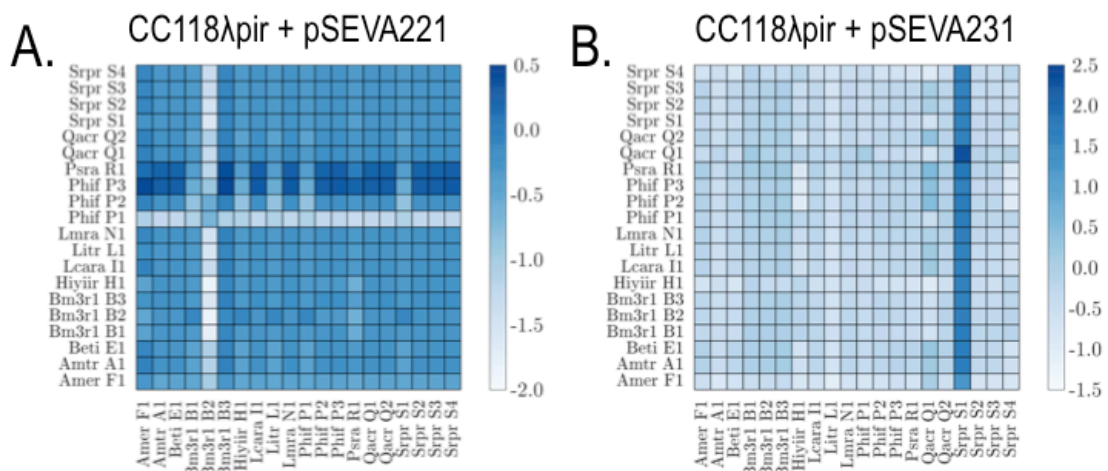 A. CC118λpir + pSEVA221
Srpr S4
Srpr S3
Srpr S2
Srpr S1
Qacr Q2
Qacr Q1
Psra R1
Phif P3
Phif P2
Phif P1
Lmra N1
Litr L1
Lcara I1
Hiyiir H1
Bm3r1 B3
Bm3r1 B2
Bm3r1 B1
Beti E1
Amtr A1
Amer F1
Amer F1
Amtr A1
Beti E1
Bm3r1 B1
Bm3r1 B2
Bm3r1 B3
Hiyiir H1
Lcara I1
Litr L1
Lmra N1
Phif P1
Phif P2
Phif P3
Psra R1
Qacr Q1
Qacr Q2
Srpr S1
Srpr S2
Srpr S3
Srpr S4
0.5
0.0
-0.5
-1.0
-1.5
-2.0
B. CC118λpir + pSEVA231
Srpr S4
Srpr S3
Srpr S2
Srpr S1
Qacr Q2
Qacr Q1
Psra R1
Phif P3
Phif P2
Phif P1
Lmra N1
Litr L1
Lcara I1
Hiyiir H1
Bm3r1 B3
Bm3r1 B2
Bm3r1 B1
Beti E1
Amtr A1
Amer F1
Amer F1
Amtr A1
Beti E1
Bm3r1 B1
Bm3r1 B2
Bm3r1 B3
Hiyiir H1
Lcara I1
Litr L1
Lmra N1
Phif P1
Phif P2
Phif P3
Psra R1
Qacr Q1
Qacr Q2
Srpr S1
Srpr S2
Srpr S3
Srpr S4
2.5
2.0
1.5
1.0
0.5
0.0
-0.5
-1.0
-1.5